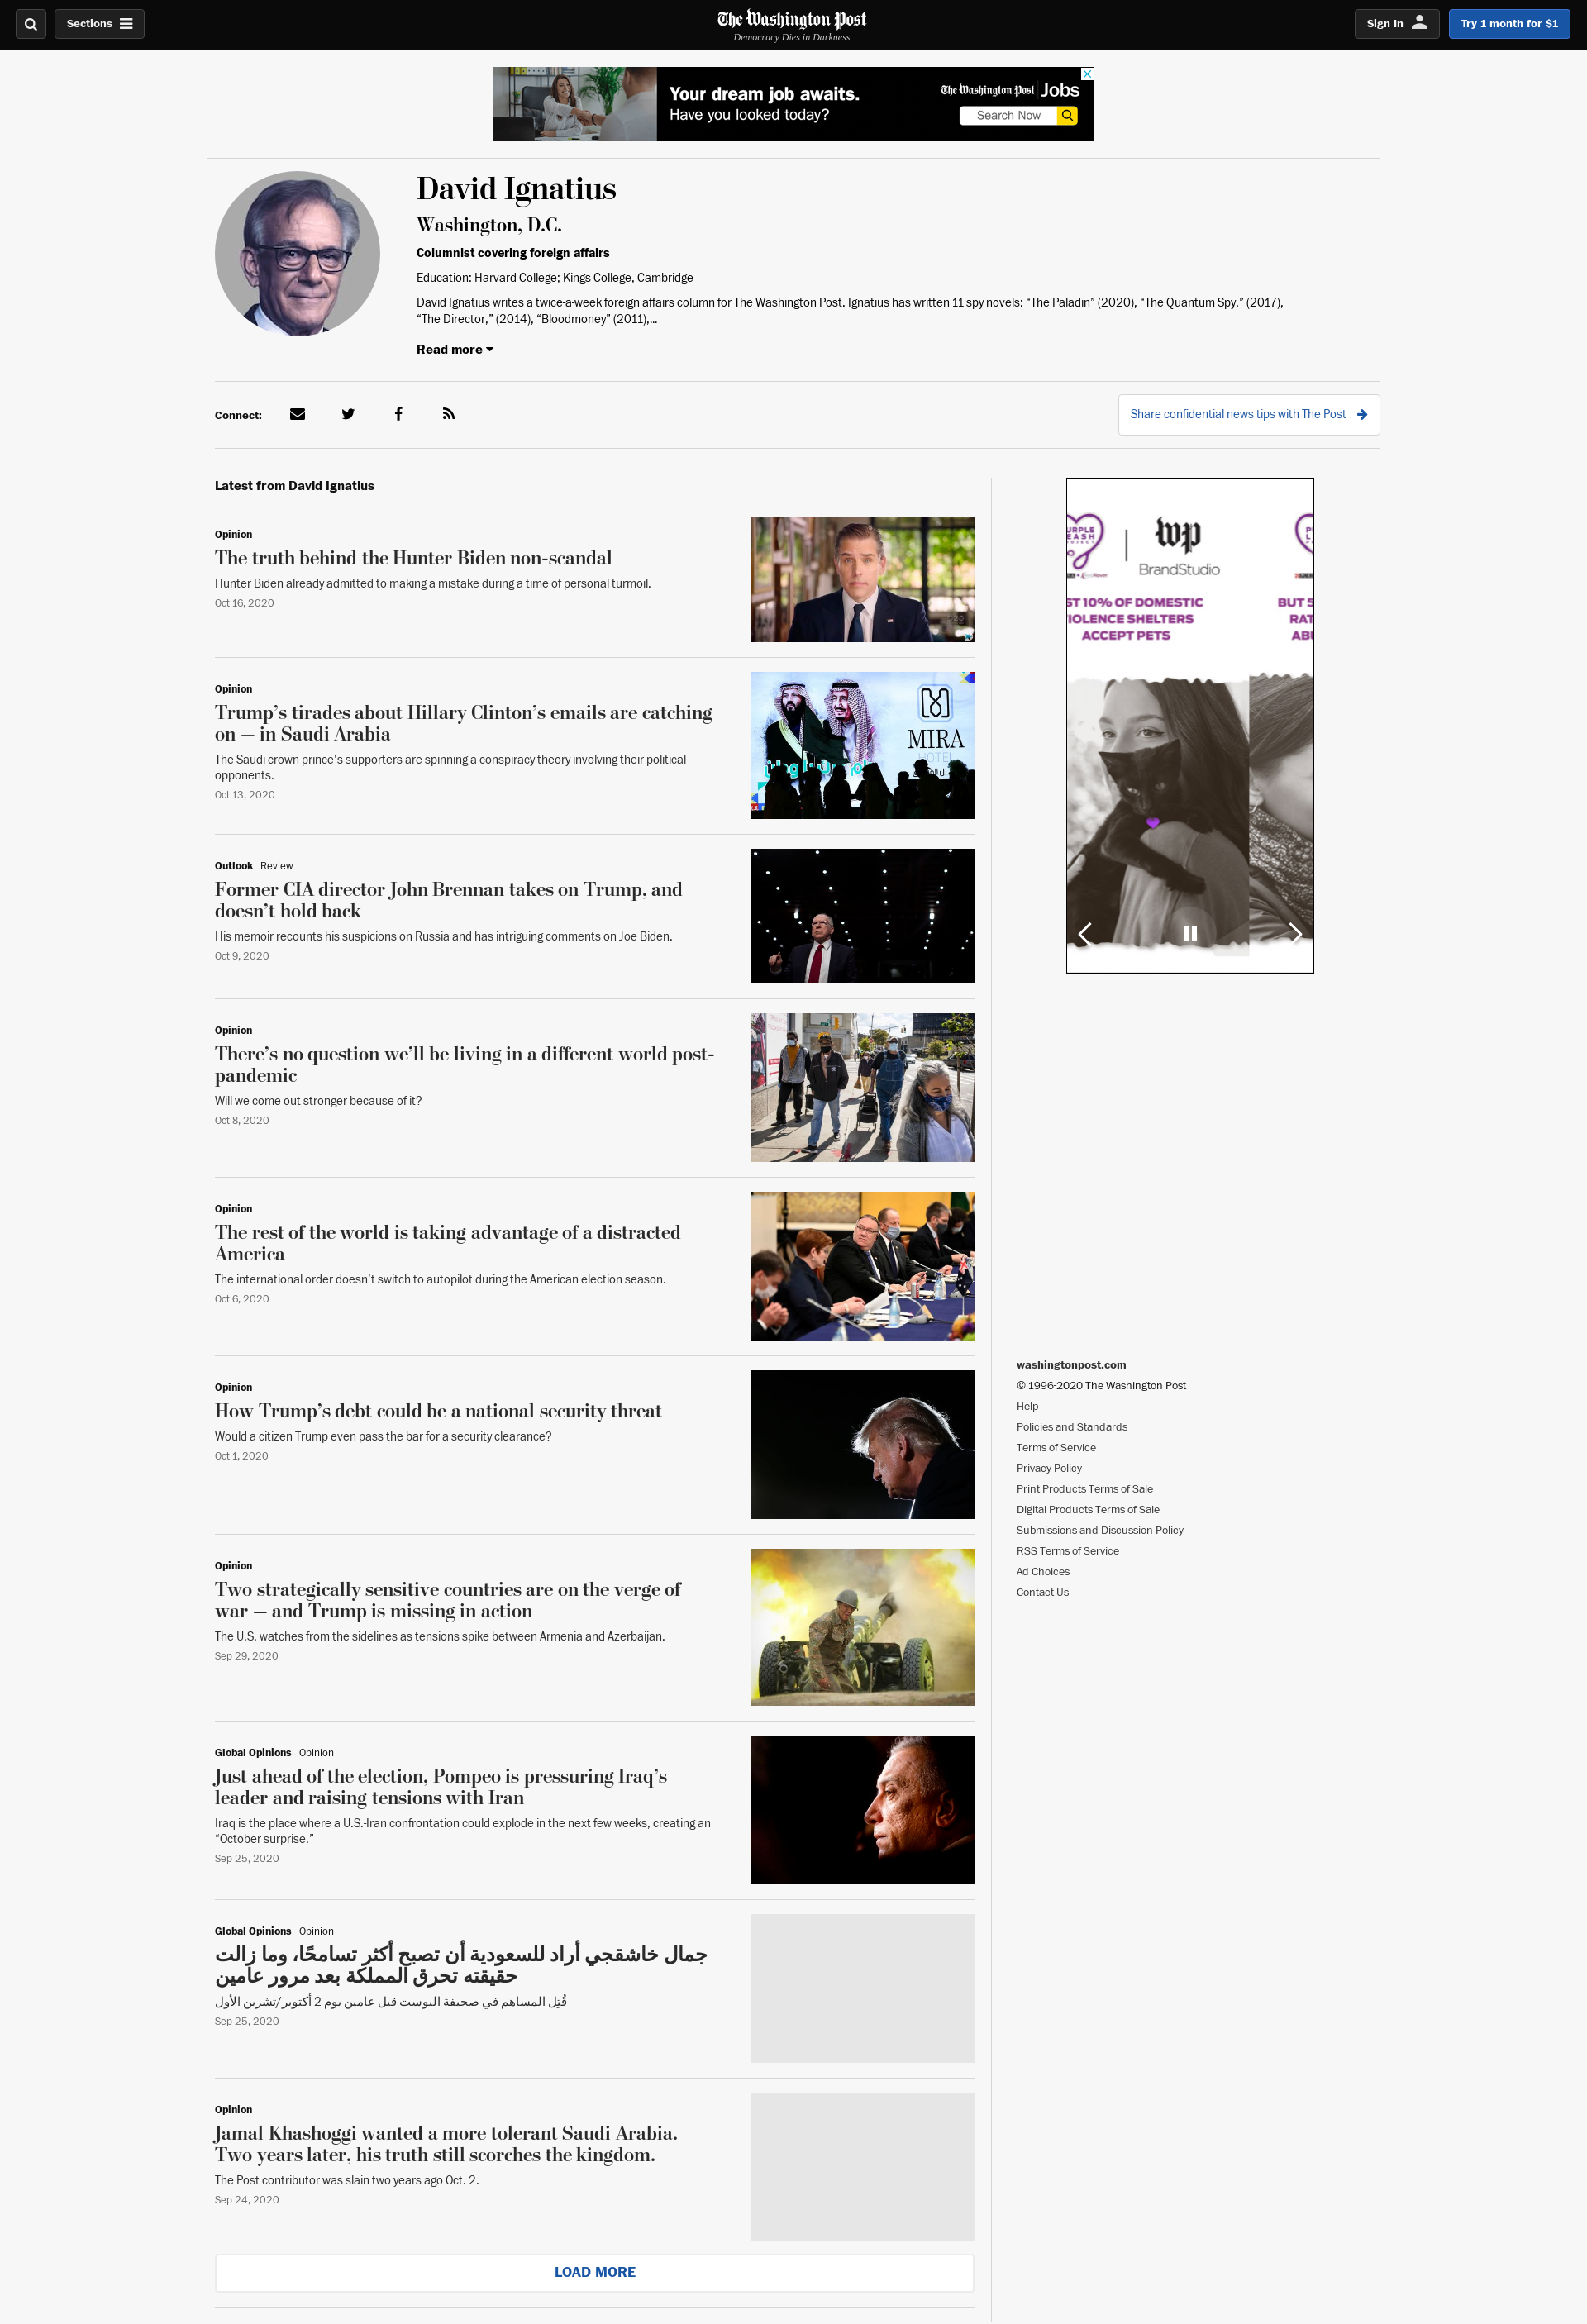 Sections
The Washington Post
Democracy Dies in Darkness
Sign In
Try 1 month for $1
Your dream job awaits.
Have you looked today?
The Washington Post Jobs
Search Now
David Ignatius
Washington, D.C.
Columnist covering foreign affairs
Education: Harvard College; Kings College, Cambridge
David Ignatius writes a twice-a-week foreign affairs column for The Washington Post. Ignatius has written 11 spy novels: “The Paladin” (2020), “The Quantum Spy,” (2017),
“The Director,” (2014), “Bloodmoney” (2011),...
Read more
Connect:
Share confidential news tips with The Post
Latest from David Ignatius
Opinion
The truth behind the Hunter Biden non-scandal
Hunter Biden already admitted to making a mistake during a time of personal turmoil.
Oct 16, 2020
Opinion
Trump’s tirades about Hillary Clinton’s emails are catching
on — in Saudi Arabia
The Saudi crown prince’s supporters are spinning a conspiracy theory involving their political
opponents.
Oct 13, 2020
MIRA
HOTEL
Outlook Review
Former CIA director John Brennan takes on Trump, and
doesn’t hold back
His memoir recounts his suspicions on Russia and has intriguing comments on Joe Biden.
Oct 9, 2020
Opinion
There’s no question we’ll be living in a different world post-
pandemic
Will we come out stronger because of it?
Oct 8, 2020
Opinion
The rest of the world is taking advantage of a distracted
America
The international order doesn’t switch to autopilot during the American election season.
Oct 6, 2020
Opinion
How Trump’s debt could be a national security threat
Would a citizen Trump even pass the bar for a security clearance?
Oct 1, 2020
Opinion
Two strategically sensitive countries are on the verge of
war — and Trump is missing in action
The U.S. watches from the sidelines as tensions spike between Armenia and Azerbaijan.
Sep 29, 2020
Global Opinions Opinion
Just ahead of the election, Pompeo is pressuring Iraq’s
leader and raising tensions with Iran
Iraq is the place where a U.S.-Iran confrontation could explode in the next few weeks, creating an
“October surprise.”
Sep 25, 2020
Global Opinions Opinion
جمال خاشقجي أراد للسعودية أن تصبح أكثر تسامحًا، وما زالت
حقيقته تحرق المملكة بعد مرور عامين
قُتِل المساهم في صحيفة البوست قبل عامين يوم 2 أكتوبر/تشرين الأول
Sep 25, 2020
Opinion
Jamal Khashoggi wanted a more tolerant Saudi Arabia.
Two years later, his truth still scorches the kingdom.
The Post contributor was slain two years ago Oct. 2.
Sep 24, 2020
LOAD MORE
wp
BrandStudio
10% OF DOMESTIC
SHELTERS
ACCEPT PETS
BUT
washingtonpost.com
© 1996-2020 The Washington Post
Help
Policies and Standards
Terms of Service
Privacy Policy
Print Products Terms of Sale
Digital Products Terms of Sale
Submissions and Discussion Policy
RSS Terms of Service
Ad Choices
Contact Us